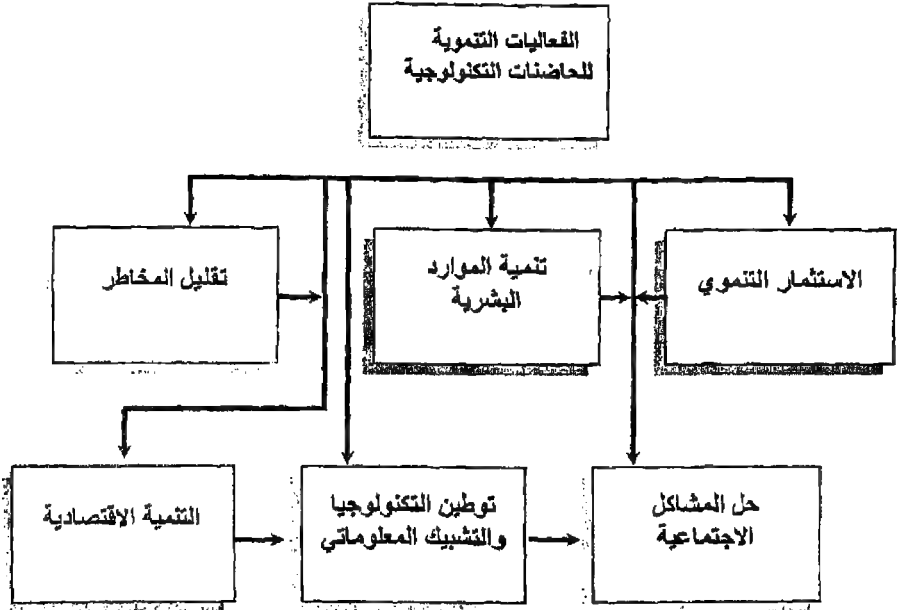 الفعاليات التنموية
للحاضنات التكنولوجية
الاستثمار التنموي
تنمية الموارد
البشرية
تقليل المخاطر
حل المشاكل
الاجتماعية
توطين التكنولوجيا
والتشبيك المعلوماتي
التنمية الاقتصادية